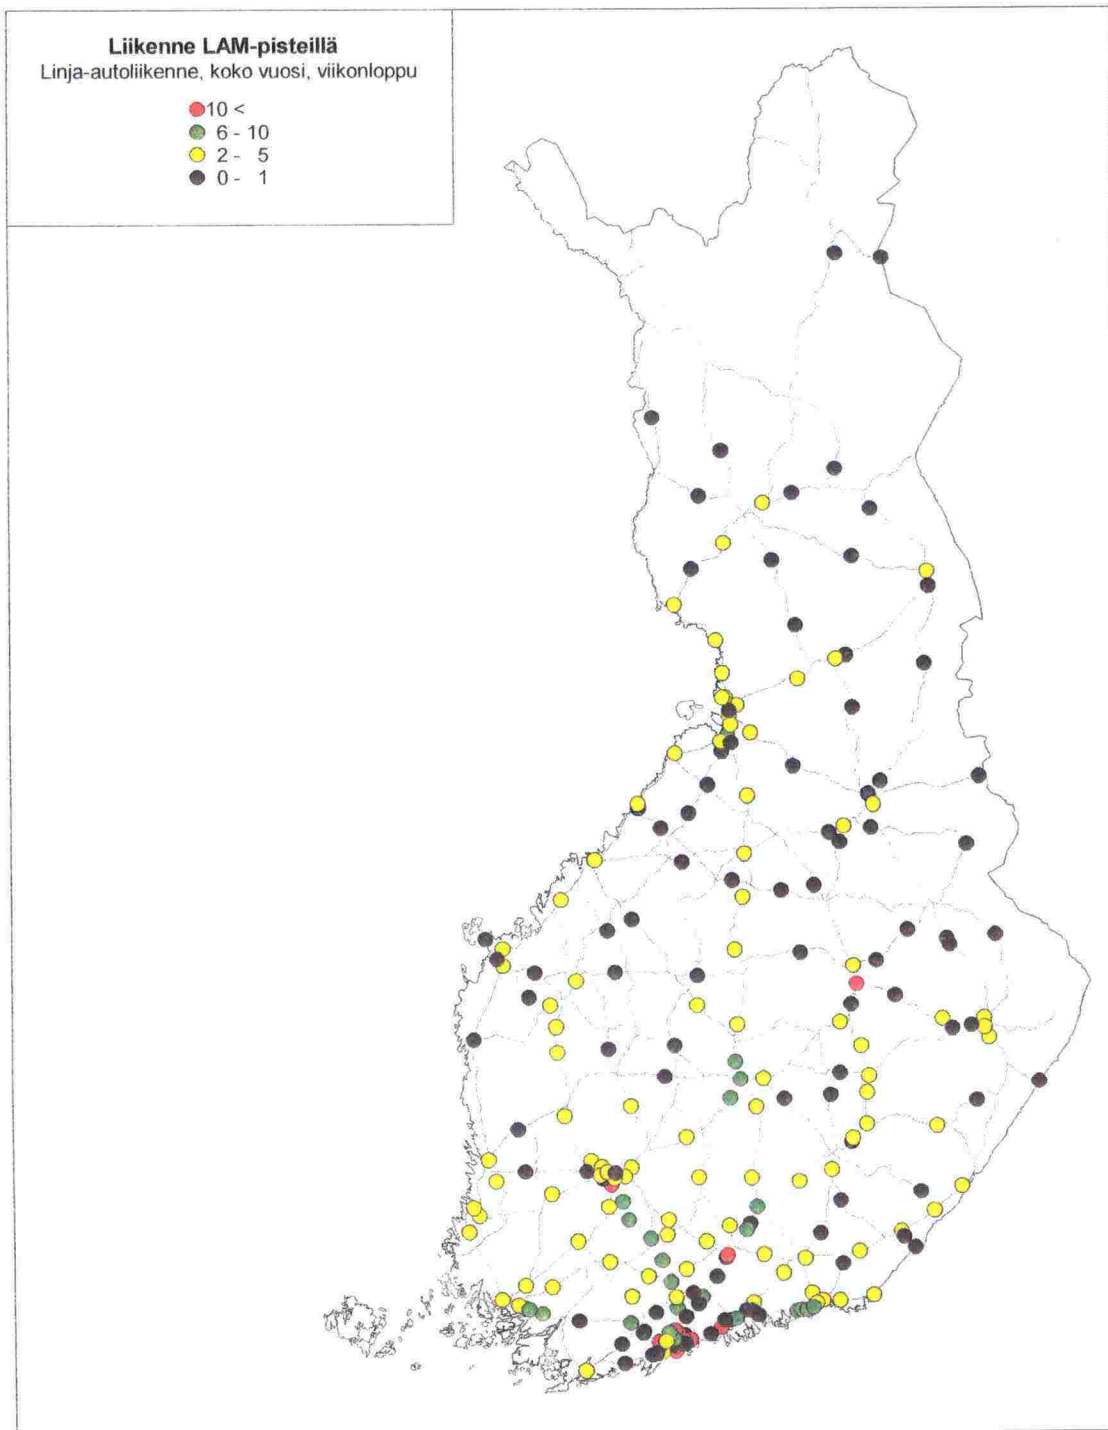 Liikenne LAM-pisteillä
Linja-autoliikenne, koko vuosi, viikonloppu
10 <
6 - 10
2 - 5
0 - 1